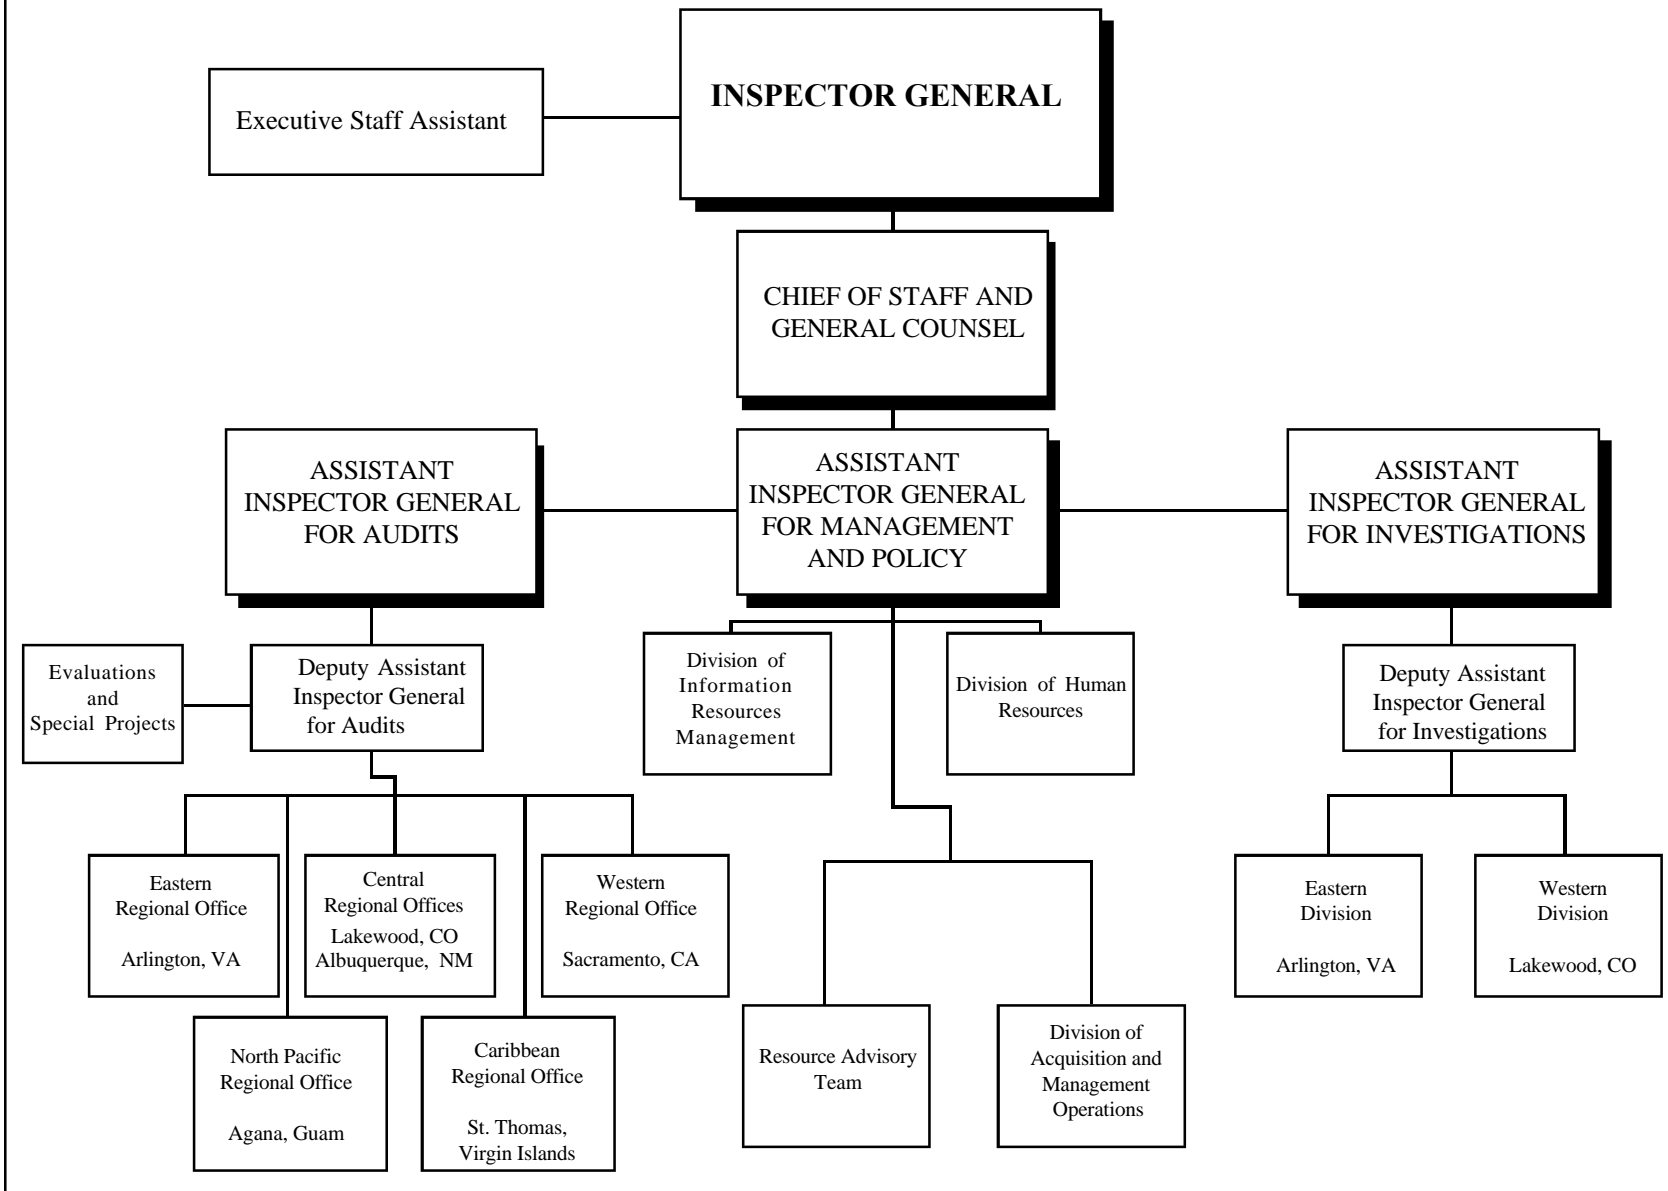 INSPECTOR GENERAL
Executive Staff Assistant
CHIEF OF STAFF AND
GENERAL COUNSEL
ASSISTANT
INSPECTOR GENERAL
FOR AUDITS
ASSISTANT
INSPECTOR GENERAL
FOR MANAGEMENT
AND POLICY
ASSISTANT
INSPECTOR GENERAL
FOR INVESTIGATIONS
Evaluations
and
Special Projects
Deputy Assistant
Inspector General
for Audits
Division of
Information
Resources
Management
Division of Human
Resources
Deputy Assistant
Inspector General
for Investigations
Eastern
Regional Office
Arlington, VA
Central
Regional Offices
Lakewood, CO
Albuquerque, NM
Western
Regional Office
Sacramento, CA
Eastern
Division
Arlington, VA
Western
Division
Lakewood, CO
North Pacific
Regional Office
Agana, Guam
Caribbean
Regional Office
St. Thomas,
Virgin Islands
Resource Advisory
Team
Division of
Acquisition and
Management
Operations